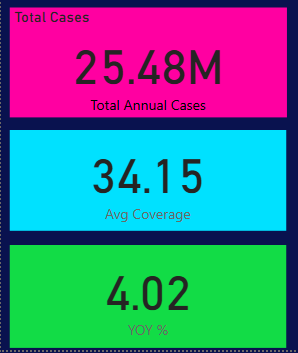 Total Cases
25.48M
Total Annual Cases
34.15
Avg Coverage
4.02
YOY %